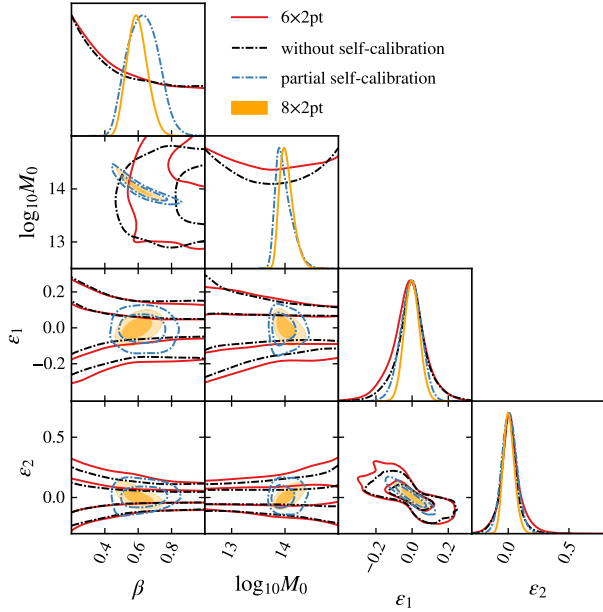 6×2pt
without self-calibration
partial self-calibration
8×2pt
log₁₀M₀
14
13
ε₁
0.2
0.0
−0.2
ε₂
0.5
0.0
0.4
0.6
0.8
13
14
−0.2
0.0
0.2
0.0
0.5
β
log₁₀M₀
ε₁
ε₂